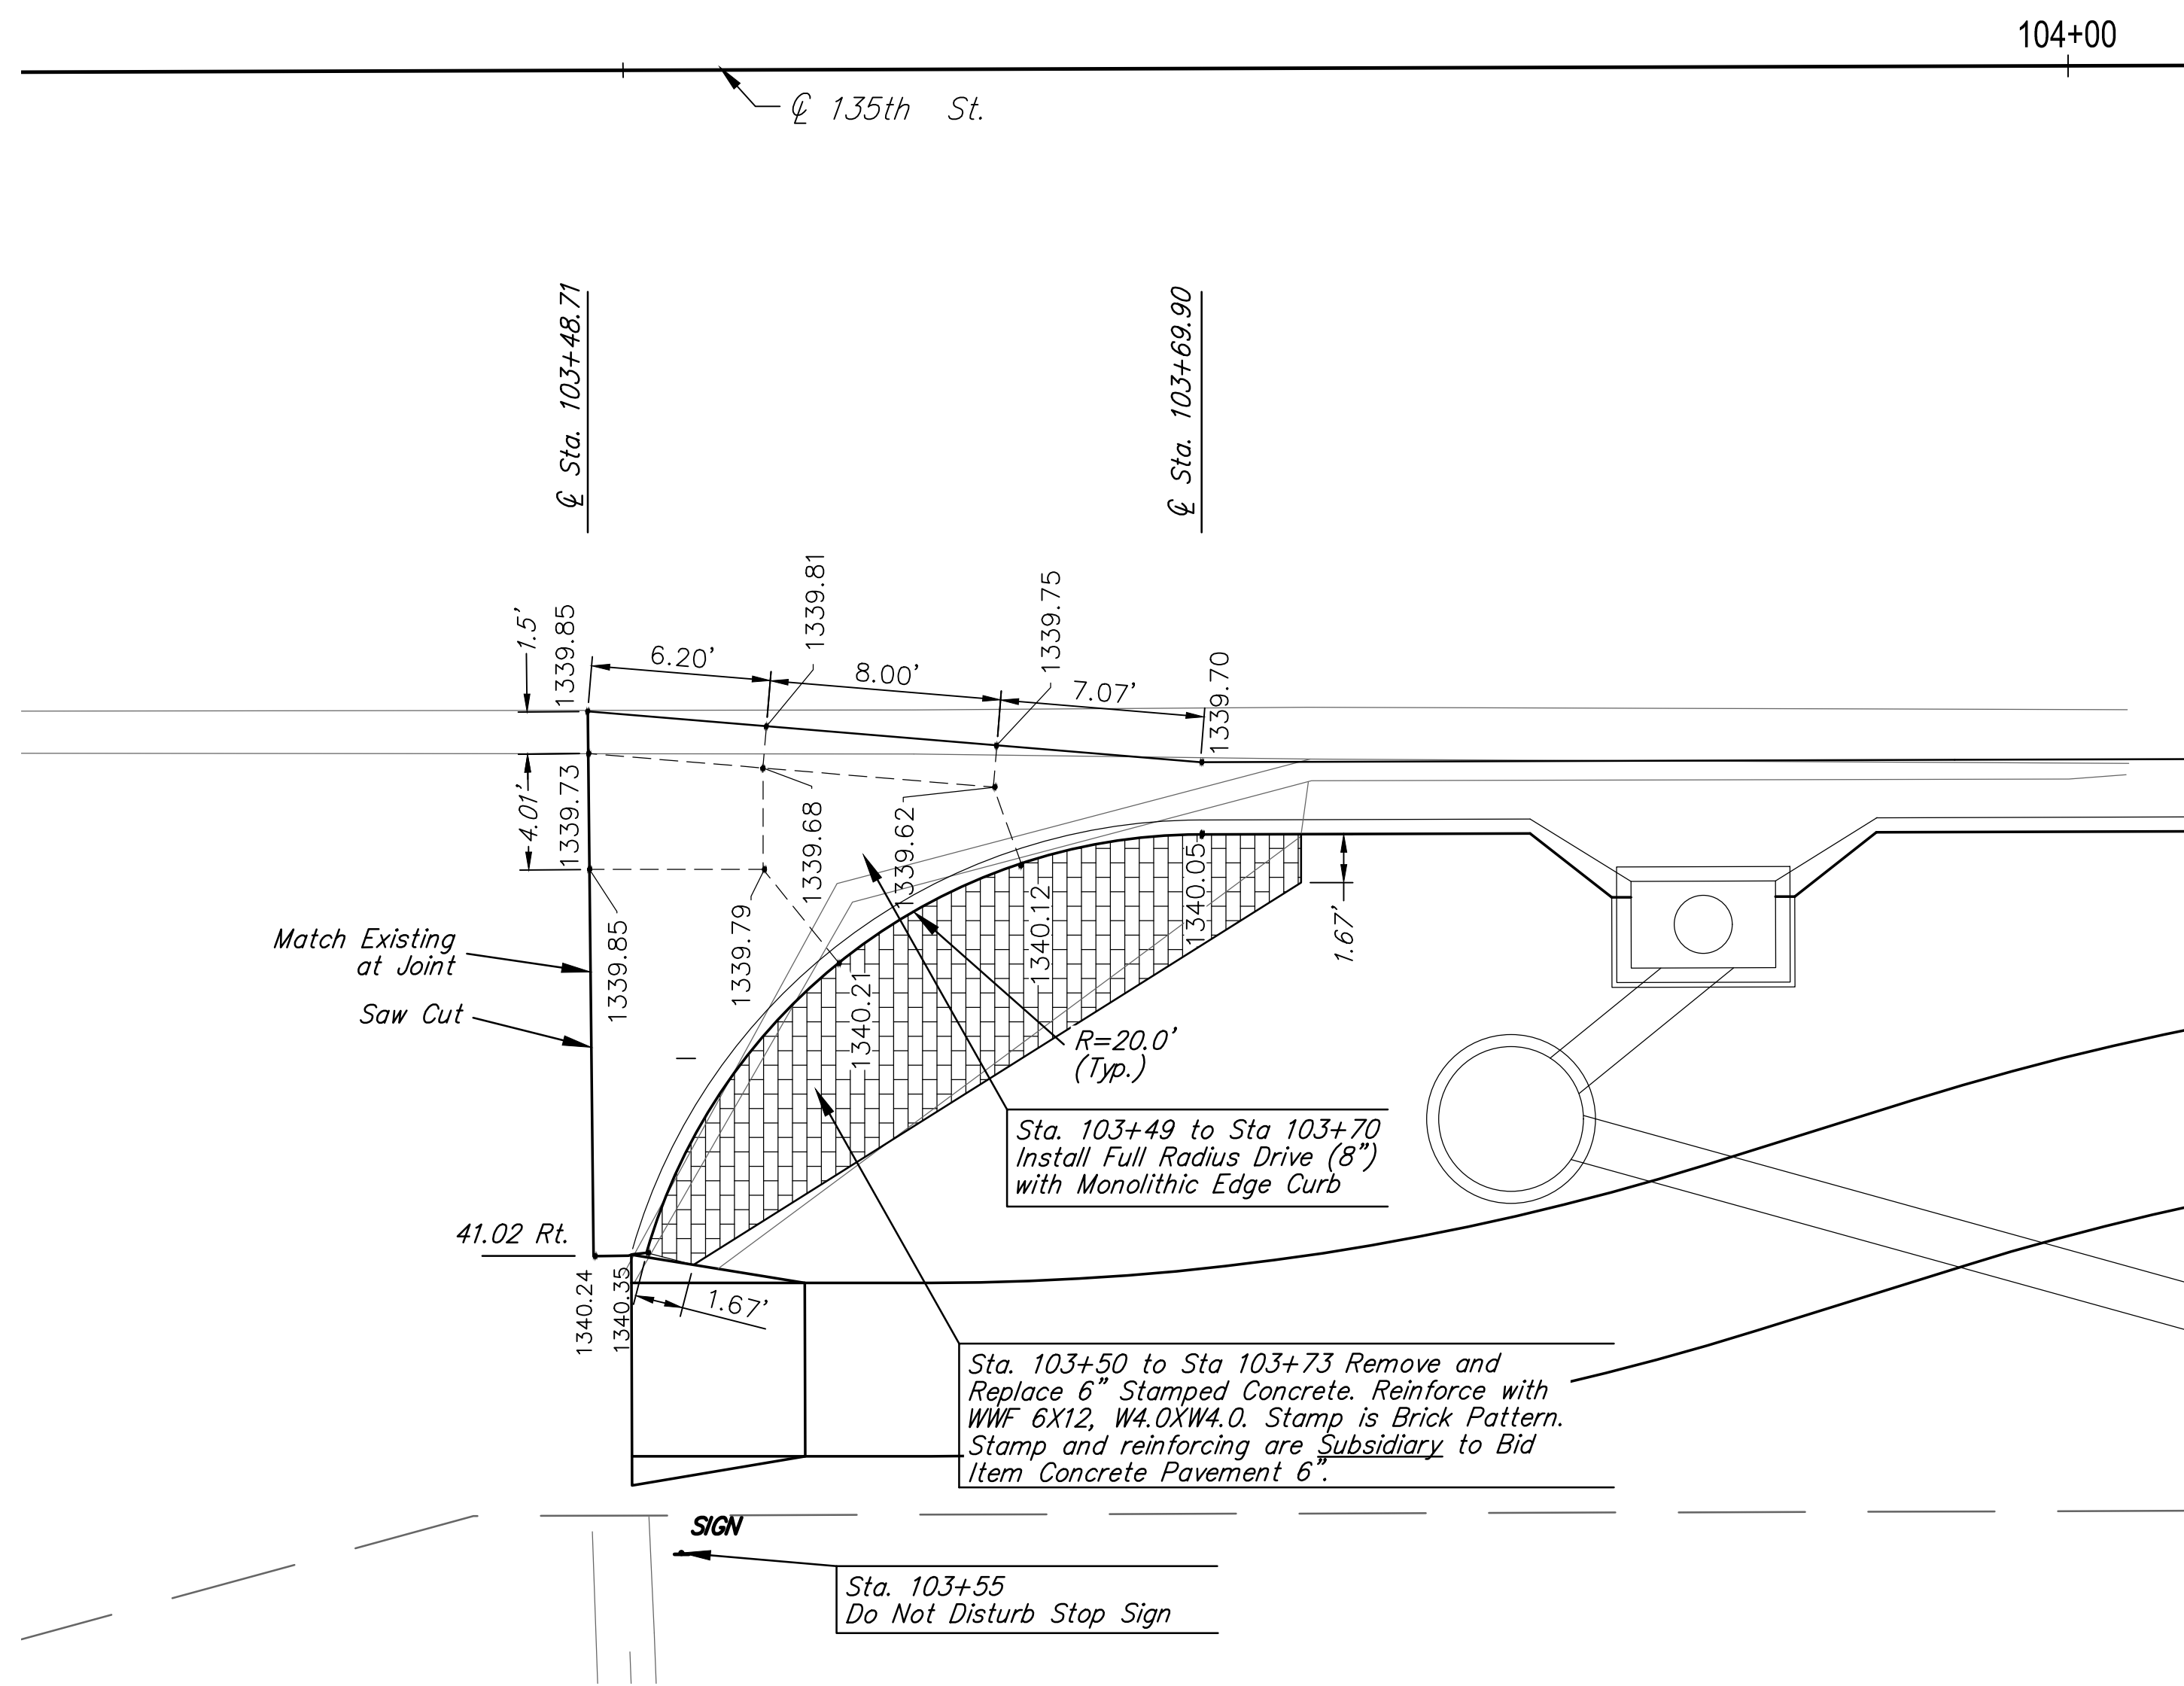 104+00
℄ 135th St.
℄ Sta. 103+48.71
℄ Sta. 103+69.90
1.5'
1339.85
6.20'
1339.81
8.00'
1339.75
7.07'
1339.70
4.01'
1339.73
1339.68
1339.62
1339.85
1339.79
1340.21
1340.12
1340.05
1.67'
Match Existing
at Joint
Saw Cut
R=20.0'
(Typ.)
Sta. 103+49 to Sta 103+70
Install Full Radius Drive (8")
with Monolithic Edge Curb
41.02 Rt.
1340.24
1340.35
1.67'
Sta. 103+50 to Sta 103+73 Remove and
Replace 6" Stamped Concrete. Reinforce with
WWF 6X12, W4.0XW4.0. Stamp is Brick Pattern.
Stamp and reinforcing are Subsidiary to Bid
Item Concrete Pavement 6".
SIGN
Sta. 103+55
Do Not Disturb Stop Sign